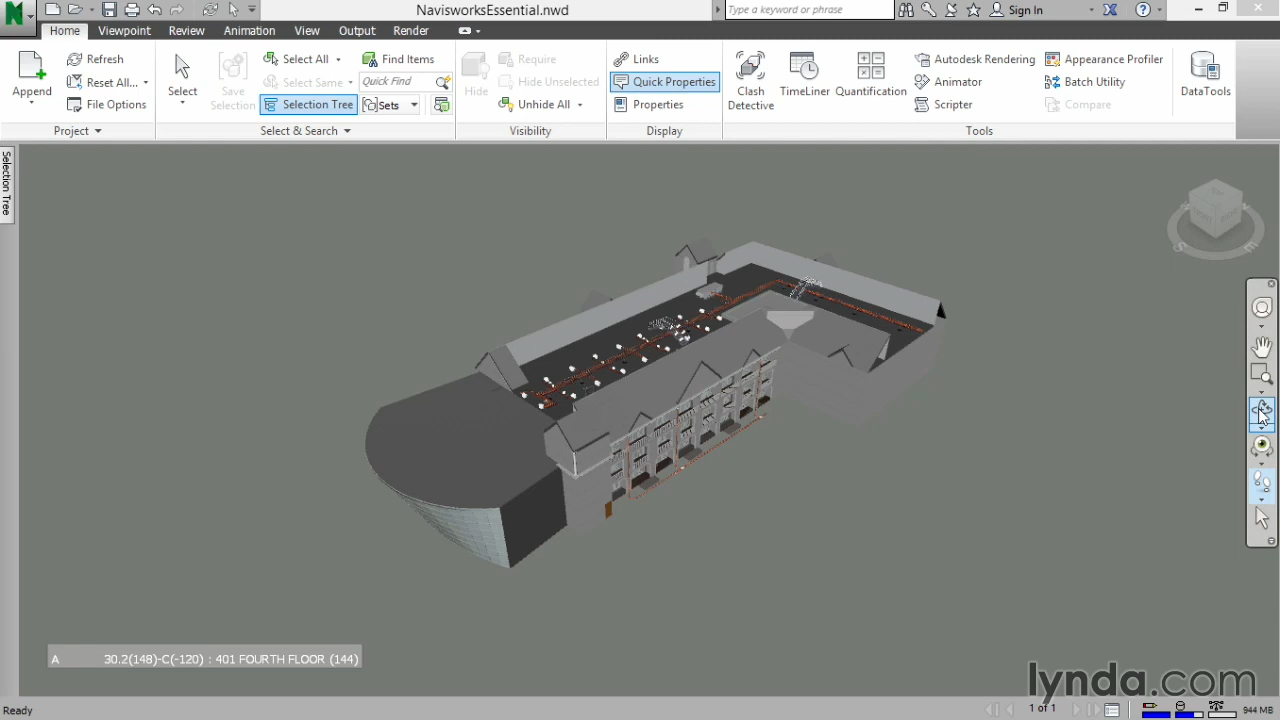 NavisworksEssential.nwd
Type a keyword or phrase
Sign In
Home Viewpoint Review Animation View Output Render
Append
Refresh
Reset All...
File Options
Project
Select
Save Selection
Select All
Select Same
Selection Tree
Find Items
Quick Find
Sets
Select & Search
Hide
Require
Hide Unselected
Unhide All
Visibility
Links
Quick Properties
Properties
Display
Clash Detective
TimeLiner
Quantification
Autodesk Rendering
Animator
Scripter
Appearance Profiler
Batch Utility
Compare
Tools
DataTools
Selection Tree
S E
A 30.2(148)-C(-120) : 401 FOURTH FLOOR (144)
lynda.com
Ready
1 of 1
944 MB